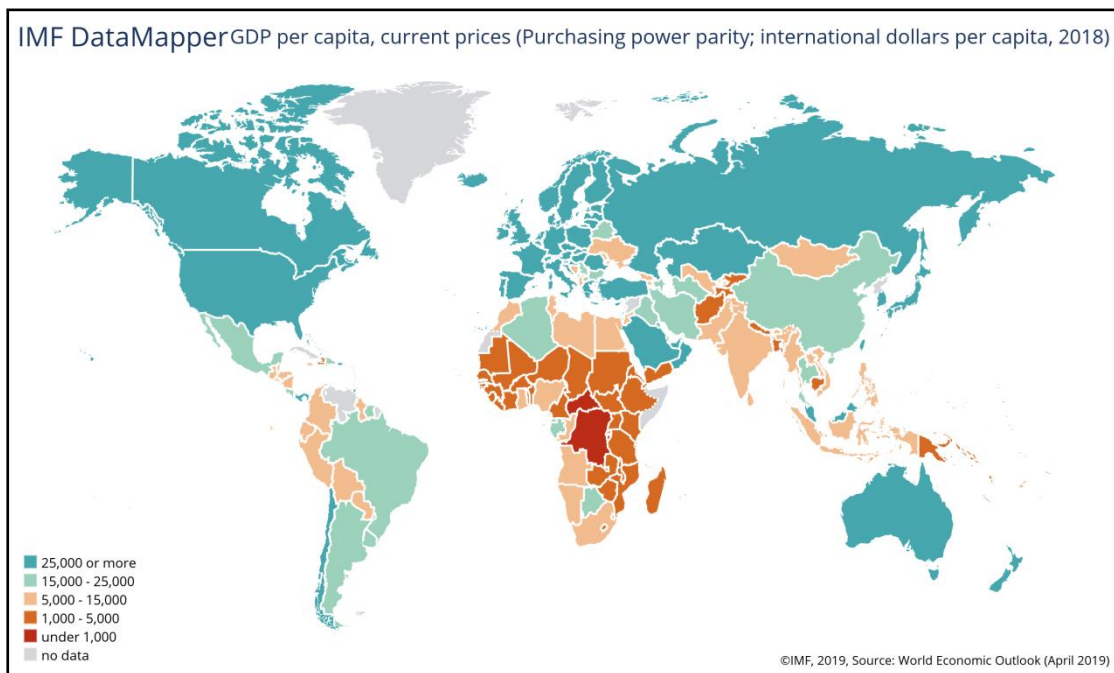 IMF DataMapper GDP per capita, current prices (Purchasing power parity; international dollars per capita, 2018)
25,000 or more
15,000 - 25,000
5,000 - 15,000
1,000 - 5,000
under 1,000
no data
©IMF, 2019, Source: World Economic Outlook (April 2019)